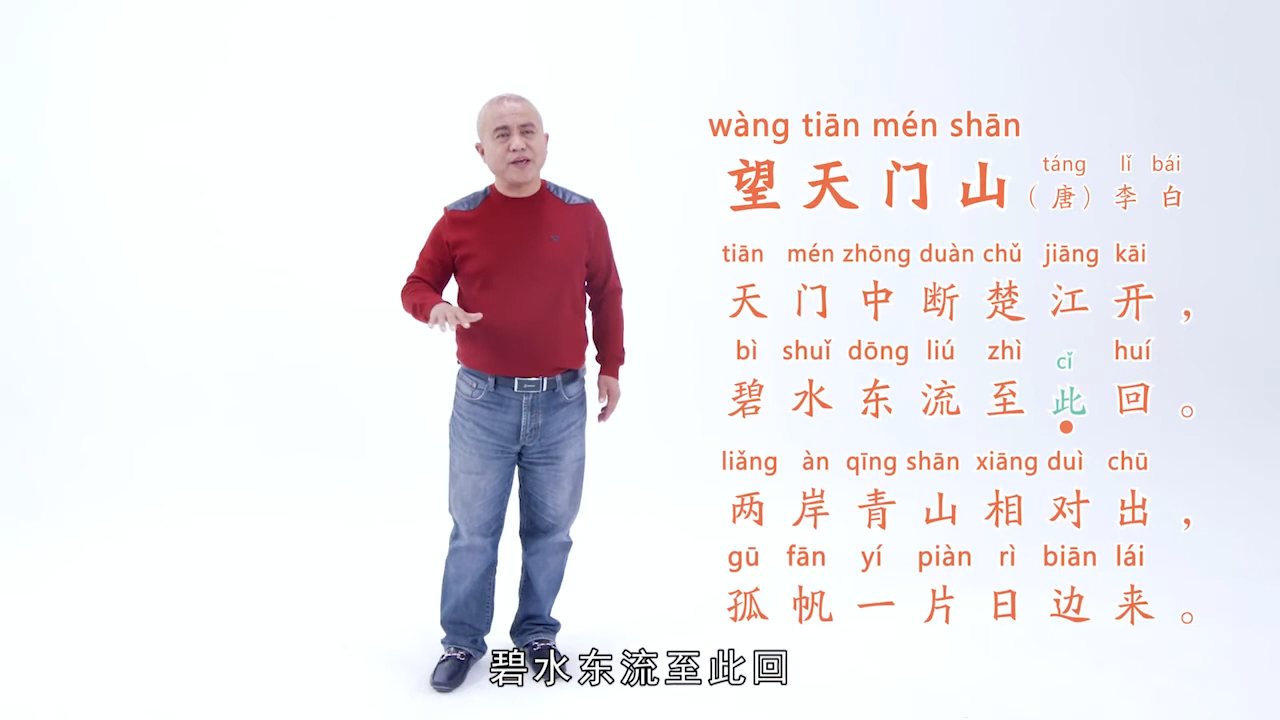 wàng tiān mén shān
望天门山
táng lǐ bái
（唐）李白
tiān mén zhōng duàn chǔ jiāng kāi
天门中断楚江开，
bì shuǐ dōng liú zhì cǐ huí
碧水东流至此回。
liǎng àn qīng shān xiāng duì chū
两岸青山相对出，
gū fān yí piàn rì biān lái
孤帆一片日边来。
碧水东流至此回